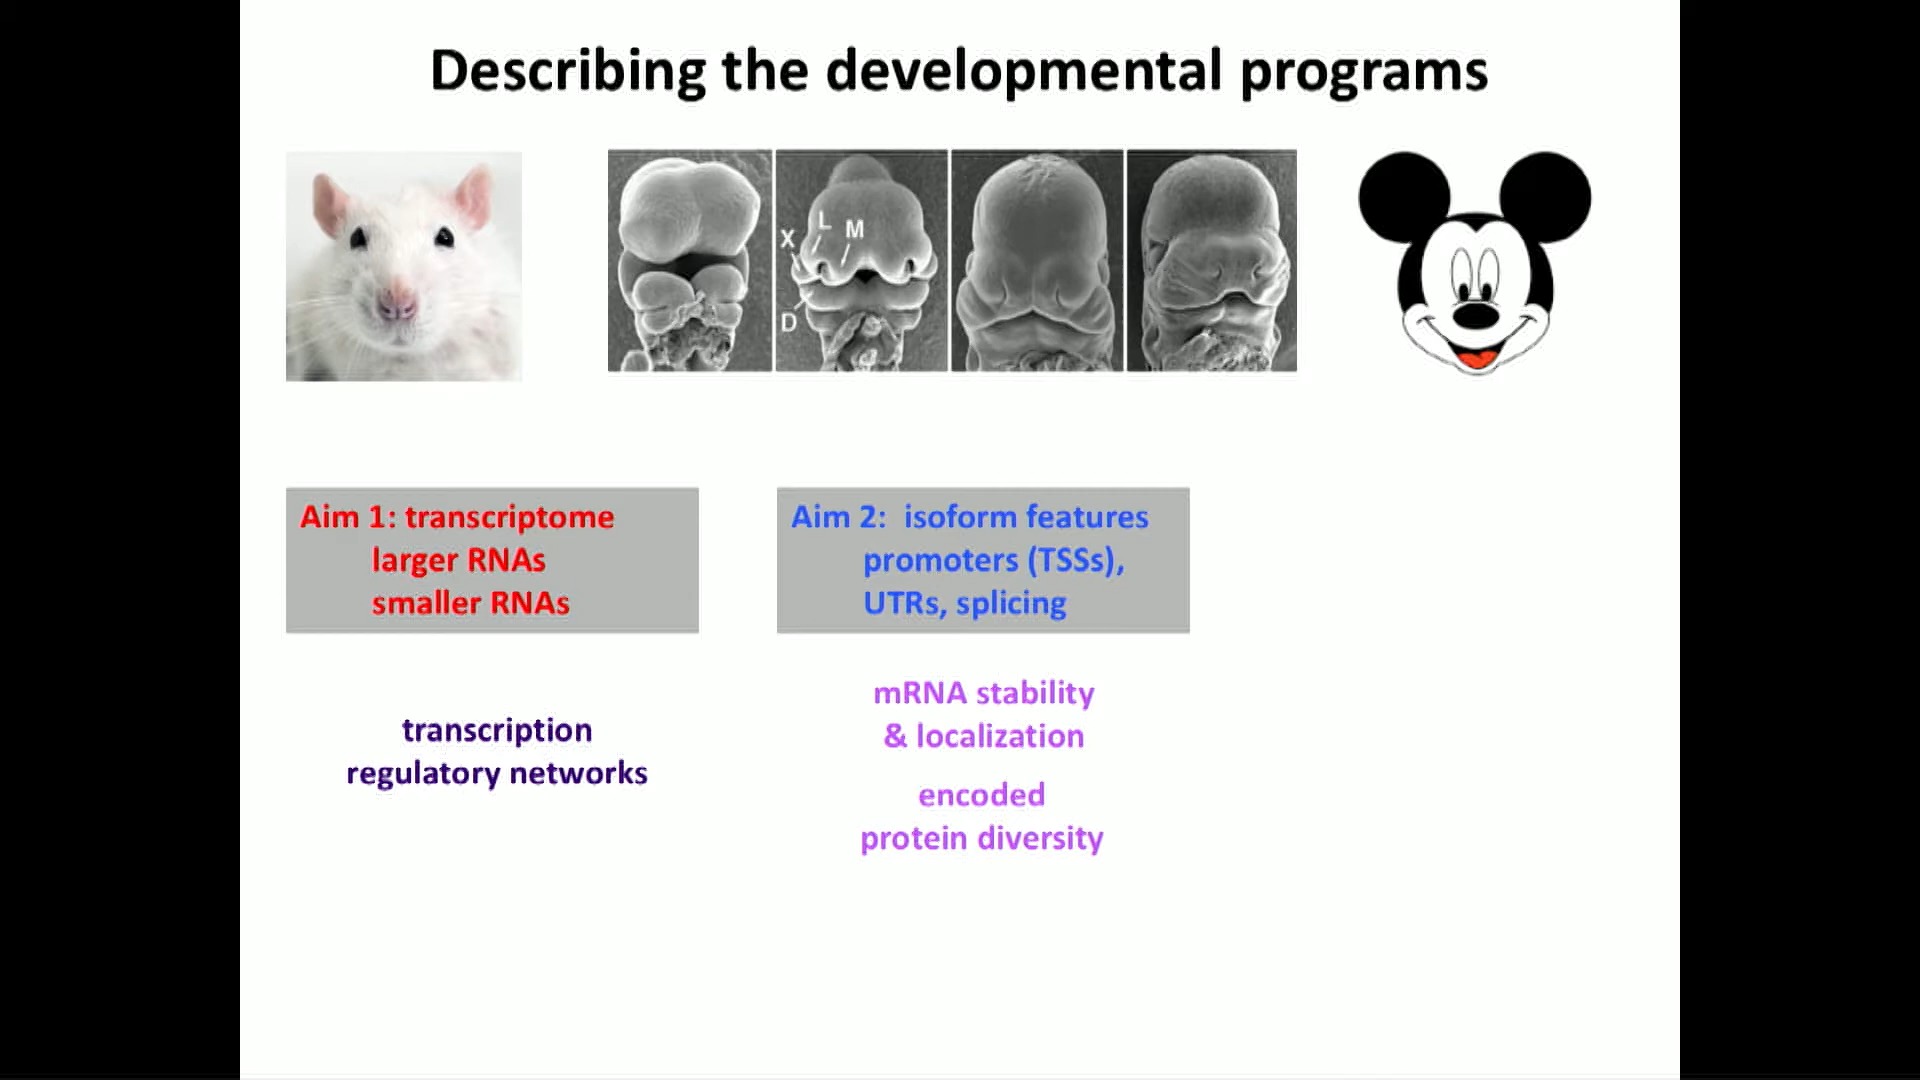 Describing the developmental programs
L
M
X
D
Aim 1: transcriptome
larger RNAs
smaller RNAs
Aim 2: isoform features
promoters (TSSs),
UTRs, splicing
transcription
regulatory networks
mRNA stability
& localization
encoded
protein diversity